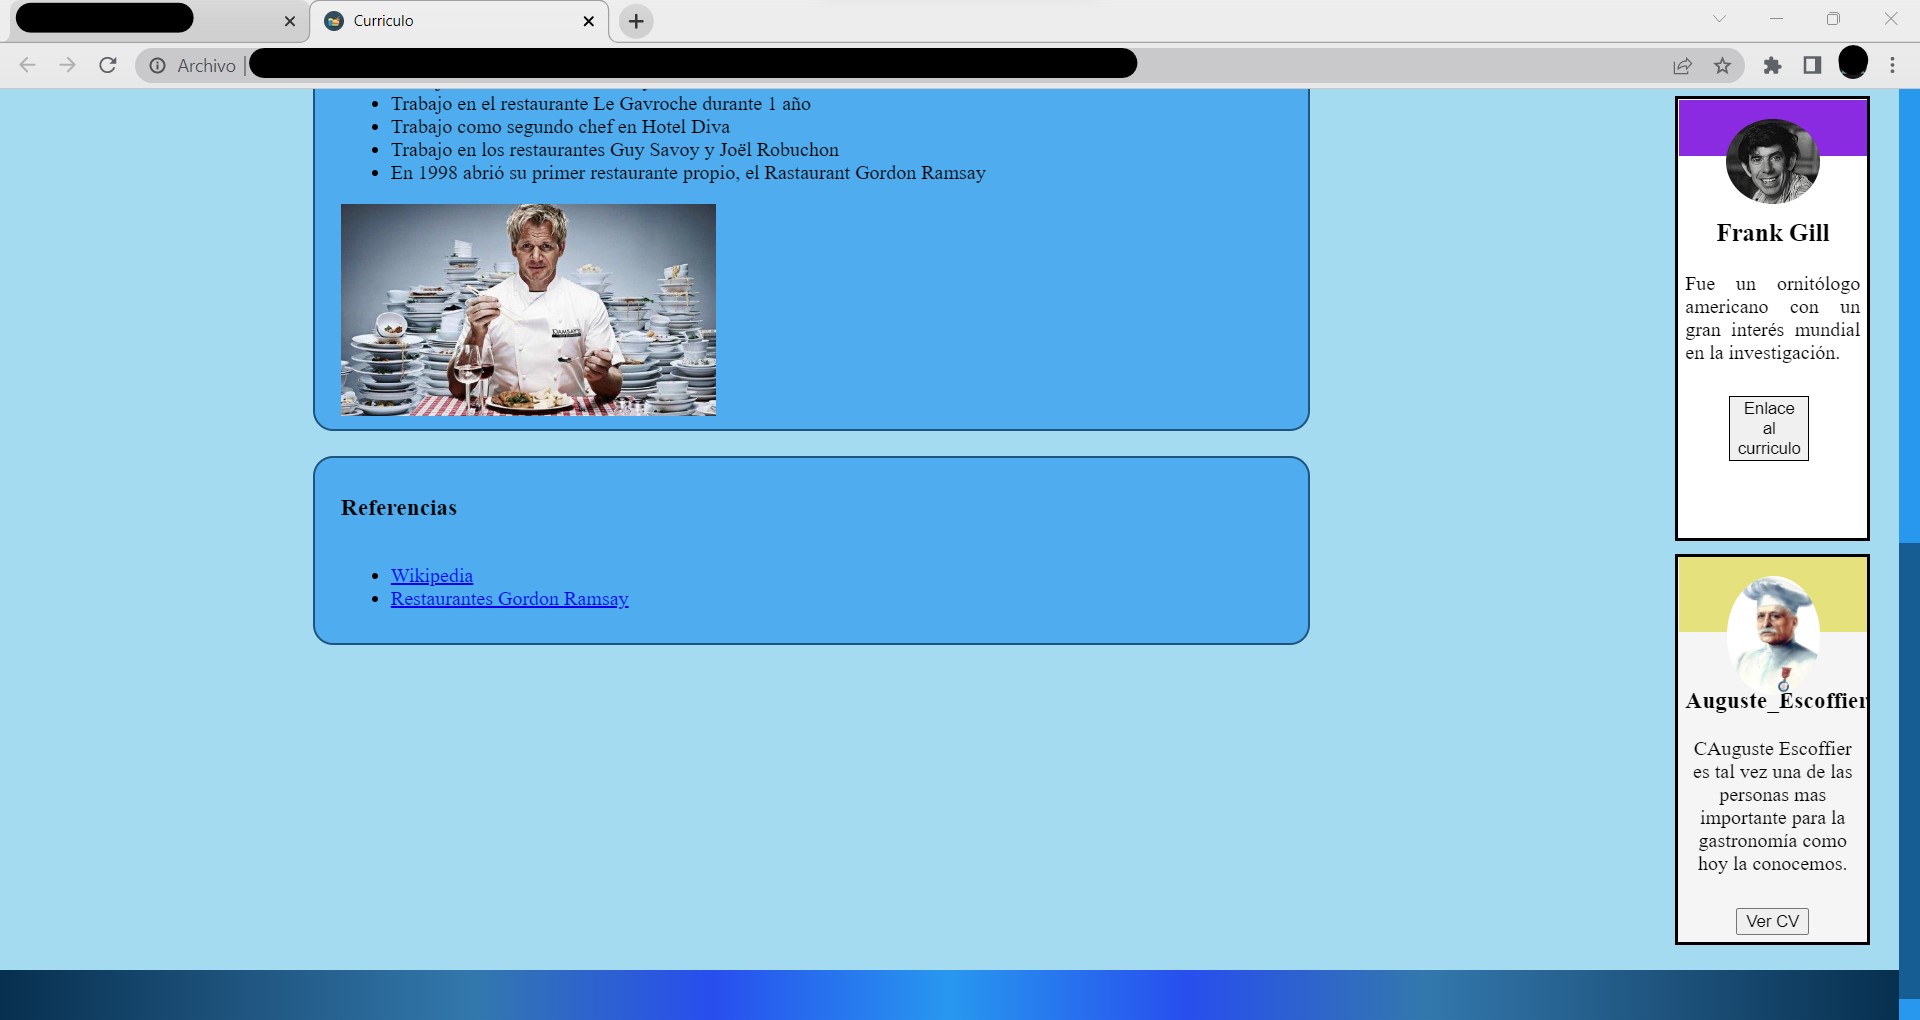 Curriculo
Archivo
Trabajo en el restaurante Le Gavroche durante 1 año
Trabajo como segundo chef en Hotel Diva
Trabajo en los restaurantes Guy Savoy y Joël Robuchon
En 1998 abrió su primer restaurante propio, el Rastaurant Gordon Ramsay
Referencias
Wikipedia
Restaurantes Gordon Ramsay
Frank Gill
Fue un ornitólogo
americano con un
gran interés mundial
en la investigación.
Enlace
al
curriculo
Auguste_Escoffier
CAuguste Escoffier
es tal vez una de las
personas mas
importante para la
gastronomía como
hoy la conocemos.
Ver CV